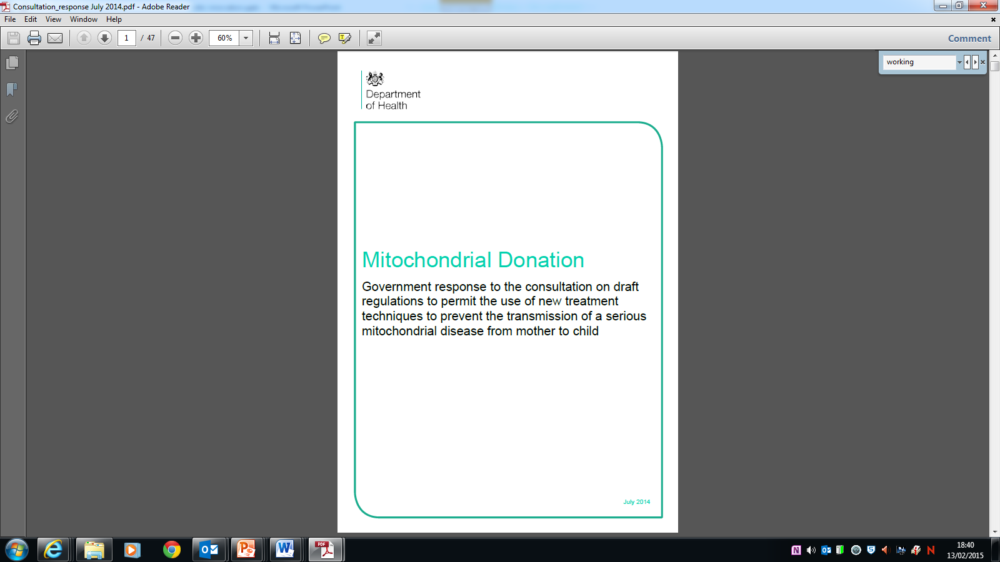 Consultation_response July 2014.pdf - Adobe Reader
File Edit View Window Help
1 / 47 60% Comment
working
Department
of Health
Mitochondrial Donation
Government response to the consultation on draft
regulations to permit the use of new treatment
techniques to prevent the transmission of a serious
mitochondrial disease from mother to child
July 2014
18:40
13/02/2015